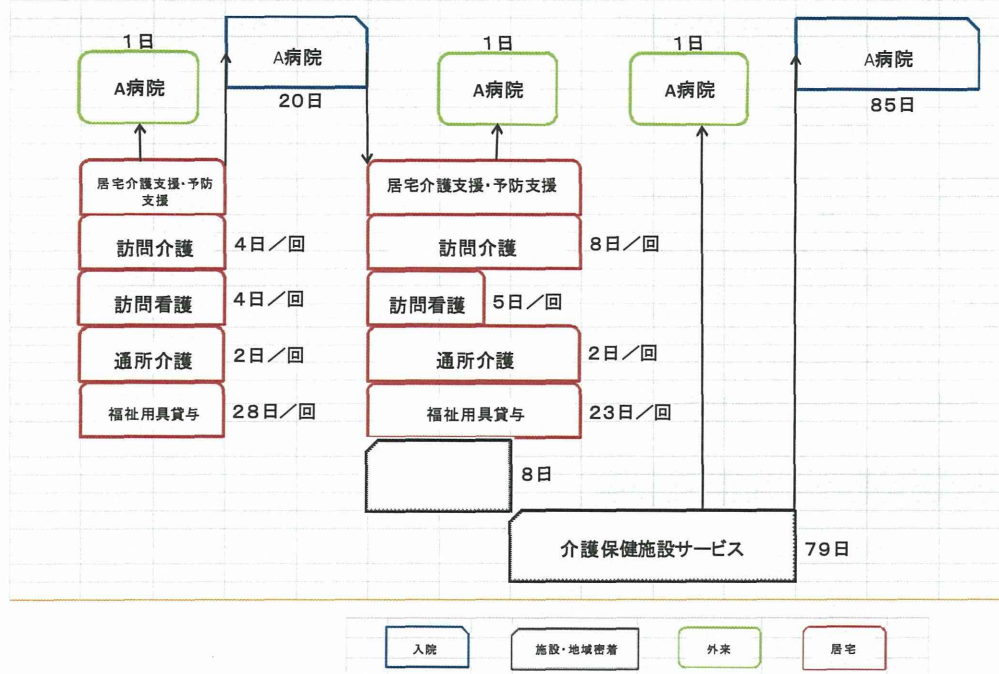 1日
A病院
A病院
20日
1日
A病院
1日
A病院
A病院
85日
居宅介護支援・予防
支援
訪問介護
4日／回
訪問看護
4日／回
通所介護
2日／回
福祉用具貸与
28日／回
居宅介護支援・予防支援
訪問介護
8日／回
訪問看護
5日／回
通所介護
2日／回
福祉用具貸与
23日／回
8日
介護保健施設サービス
79日
入院
施設・地域密着
外来
居宅